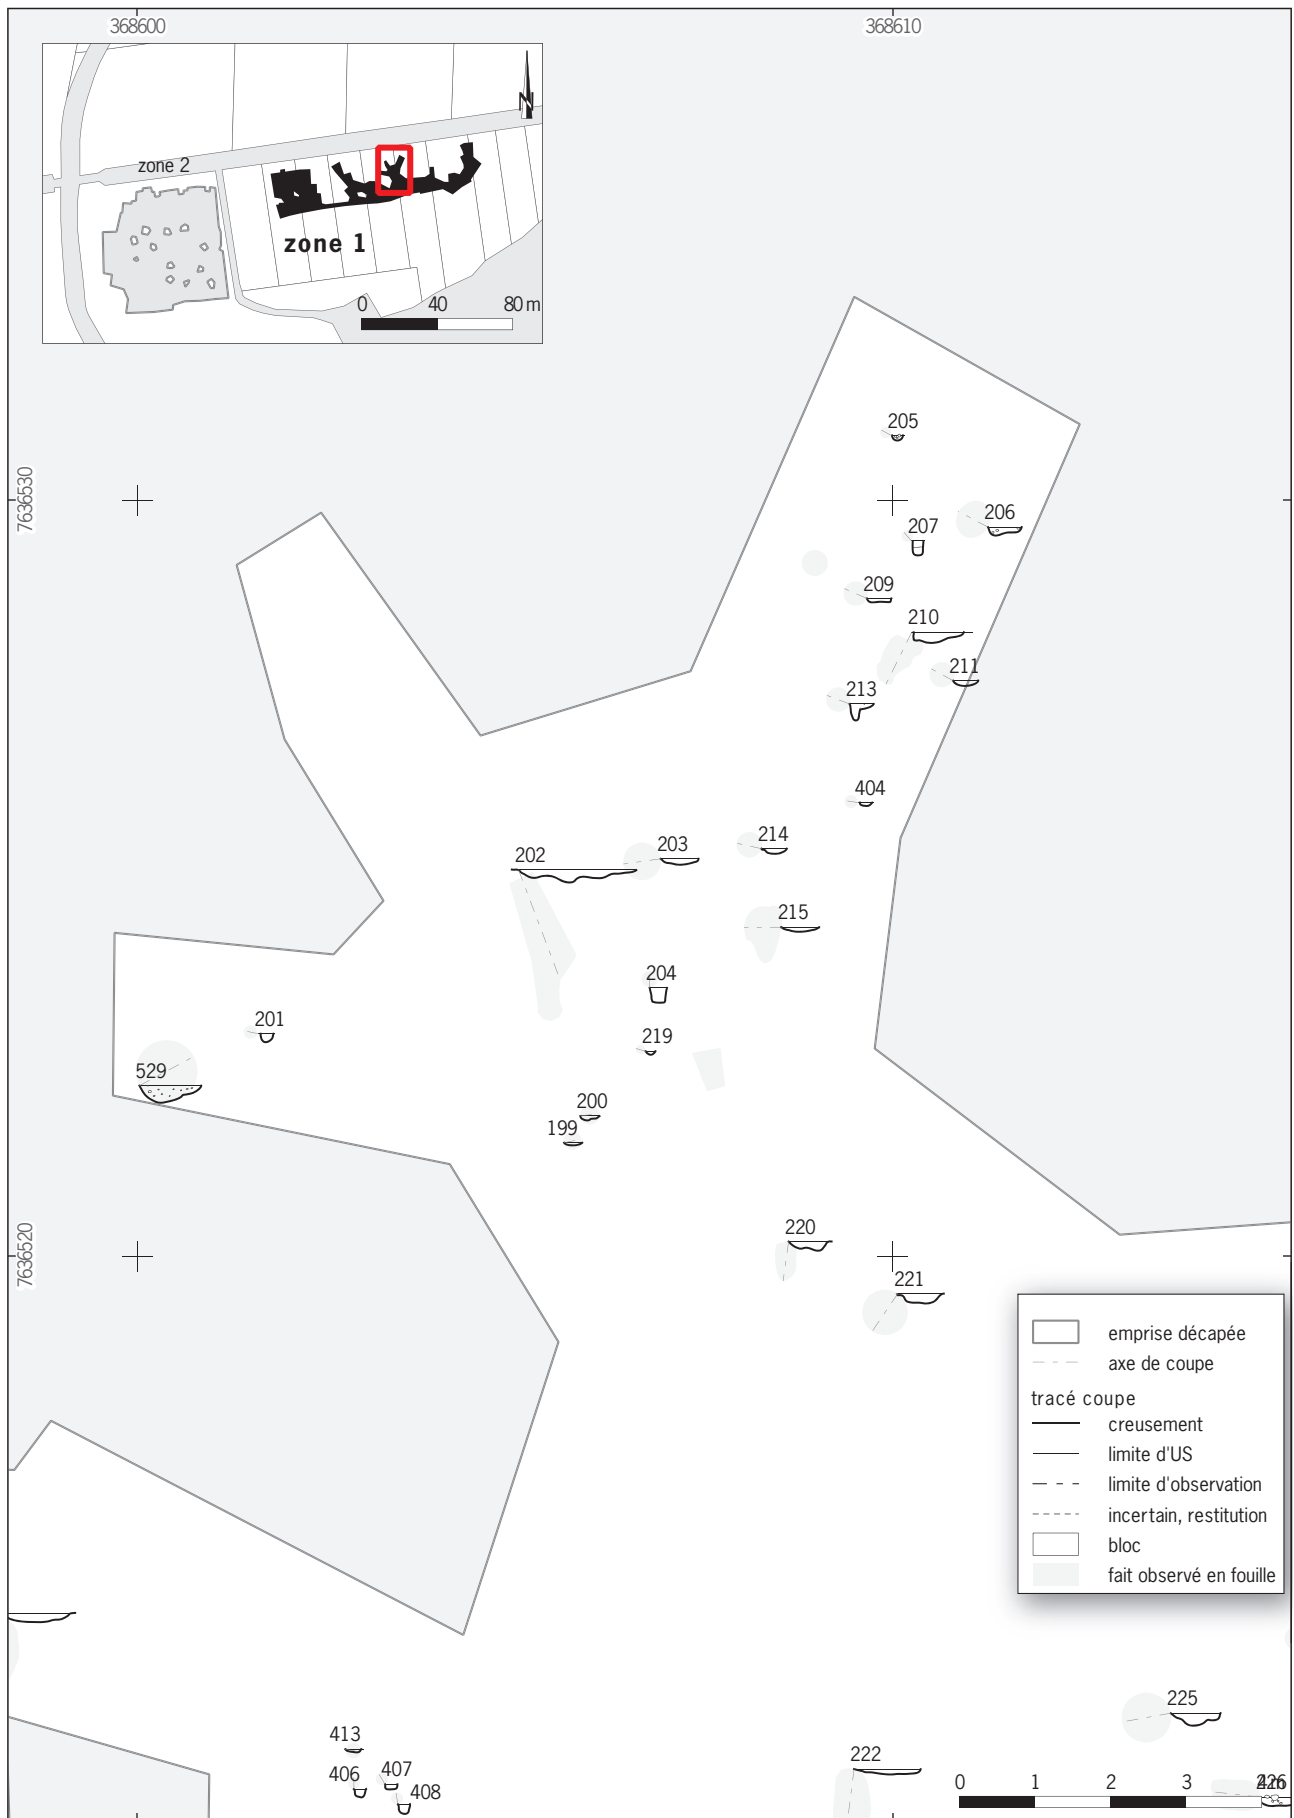 368600
368610
N
zone 2
zone 1
0 40 80 m
205
7636530
206
207
209
210
211
213
404
214
203
202
215
204
201
219
529
200
199
220
7636520
221
emprise décapée
axe de coupe
tracé coupe
creusement
limite d'US
limite d'observation
incertain, restitution
bloc
fait observé en fouille
225
413
222
407
406
408
0 1 2 3 4 m
226